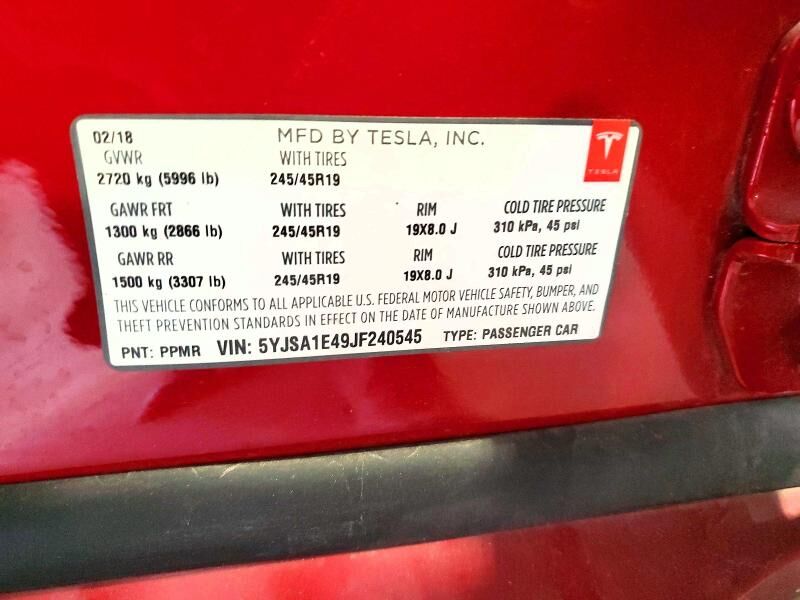 02/18 MFD BY TESLA, INC.
GVWR WITH TIRES
2720 kg (5996 lb) 245/45R19
TESLA
GAWR FRT WITH TIRES RIM COLD TIRE PRESSURE
1300 kg (2866 lb) 245/45R19 19X8.0 J 310 kPa, 45 psi
GAWR RR WITH TIRES RIM COLD TIRE PRESSURE
1500 kg (3307 lb) 245/45R19 19X8.0 J 310 kPa, 45 psi
THIS VEHICLE CONFORMS TO ALL APPLICABLE U.S. FEDERAL MOTOR VEHICLE SAFETY, BUMPER, AND
THEFT PREVENTION STANDARDS IN EFFECT ON THE DATE OF MANUFACTURE SHOWN ABOVE.
PNT: PPMR VIN: 5YJSA1E49JF240545 TYPE: PASSENGER CAR